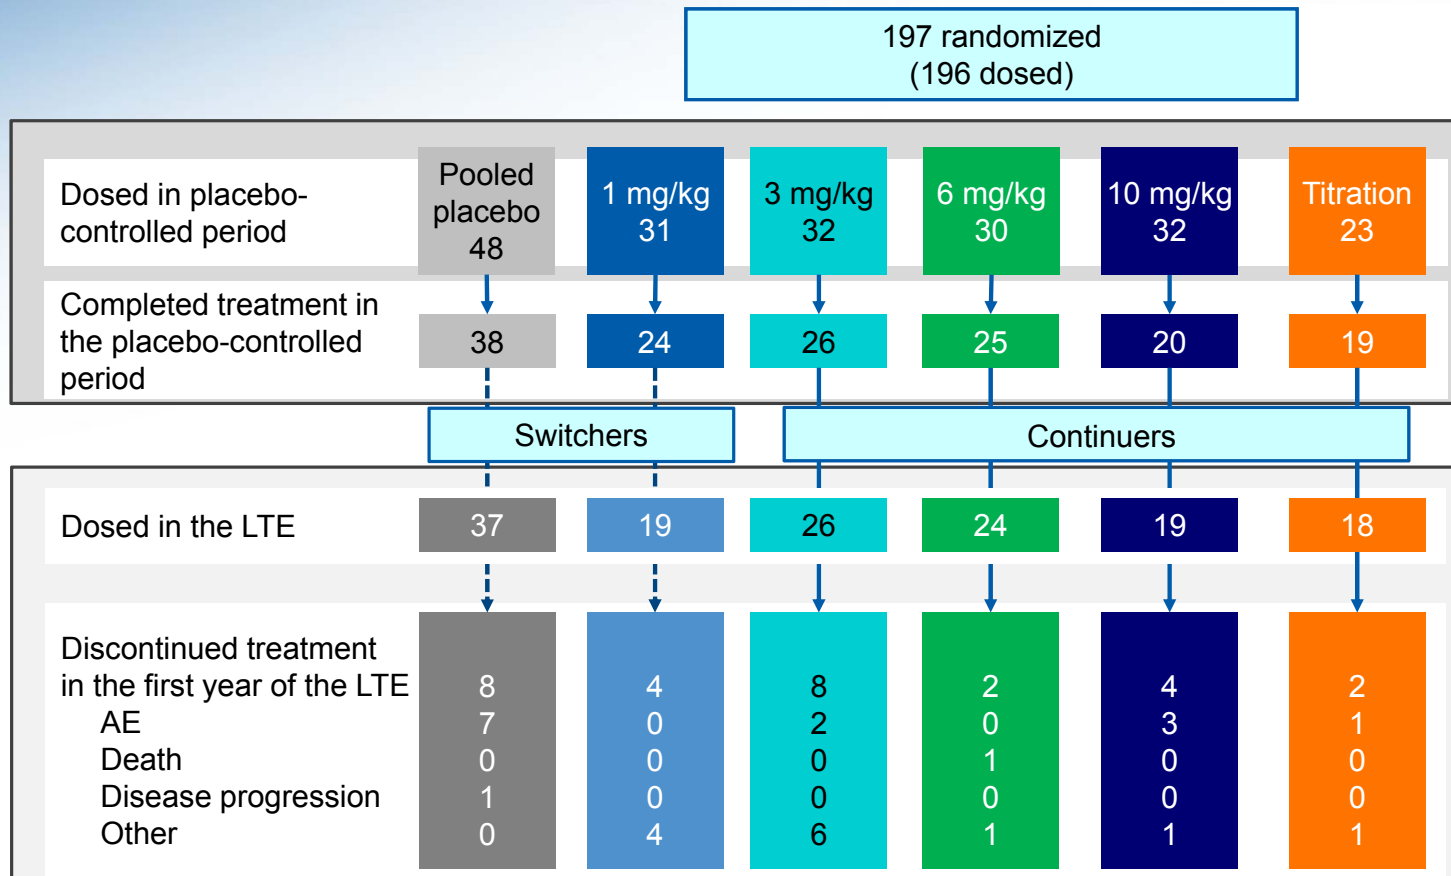 197 randomized
(196 dosed)
Dosed in placebo-
controlled period
Pooled
placebo
48
1 mg/kg
31
3 mg/kg
32
6 mg/kg
30
10 mg/kg
32
Titration
23
Completed treatment in
the placebo-controlled
period
38 24 26 25 20 19
Switchers
Continuers
Dosed in the LTE 37 19 26 24 19 18
Discontinued treatment
in the first year of the LTE 8 4 8 2 4 2
AE 7 0 2 0 3 1
Death 0 0 0 1 0 0
Disease progression 1 0 0 0 0 0
Other 0 4 6 1 1 1